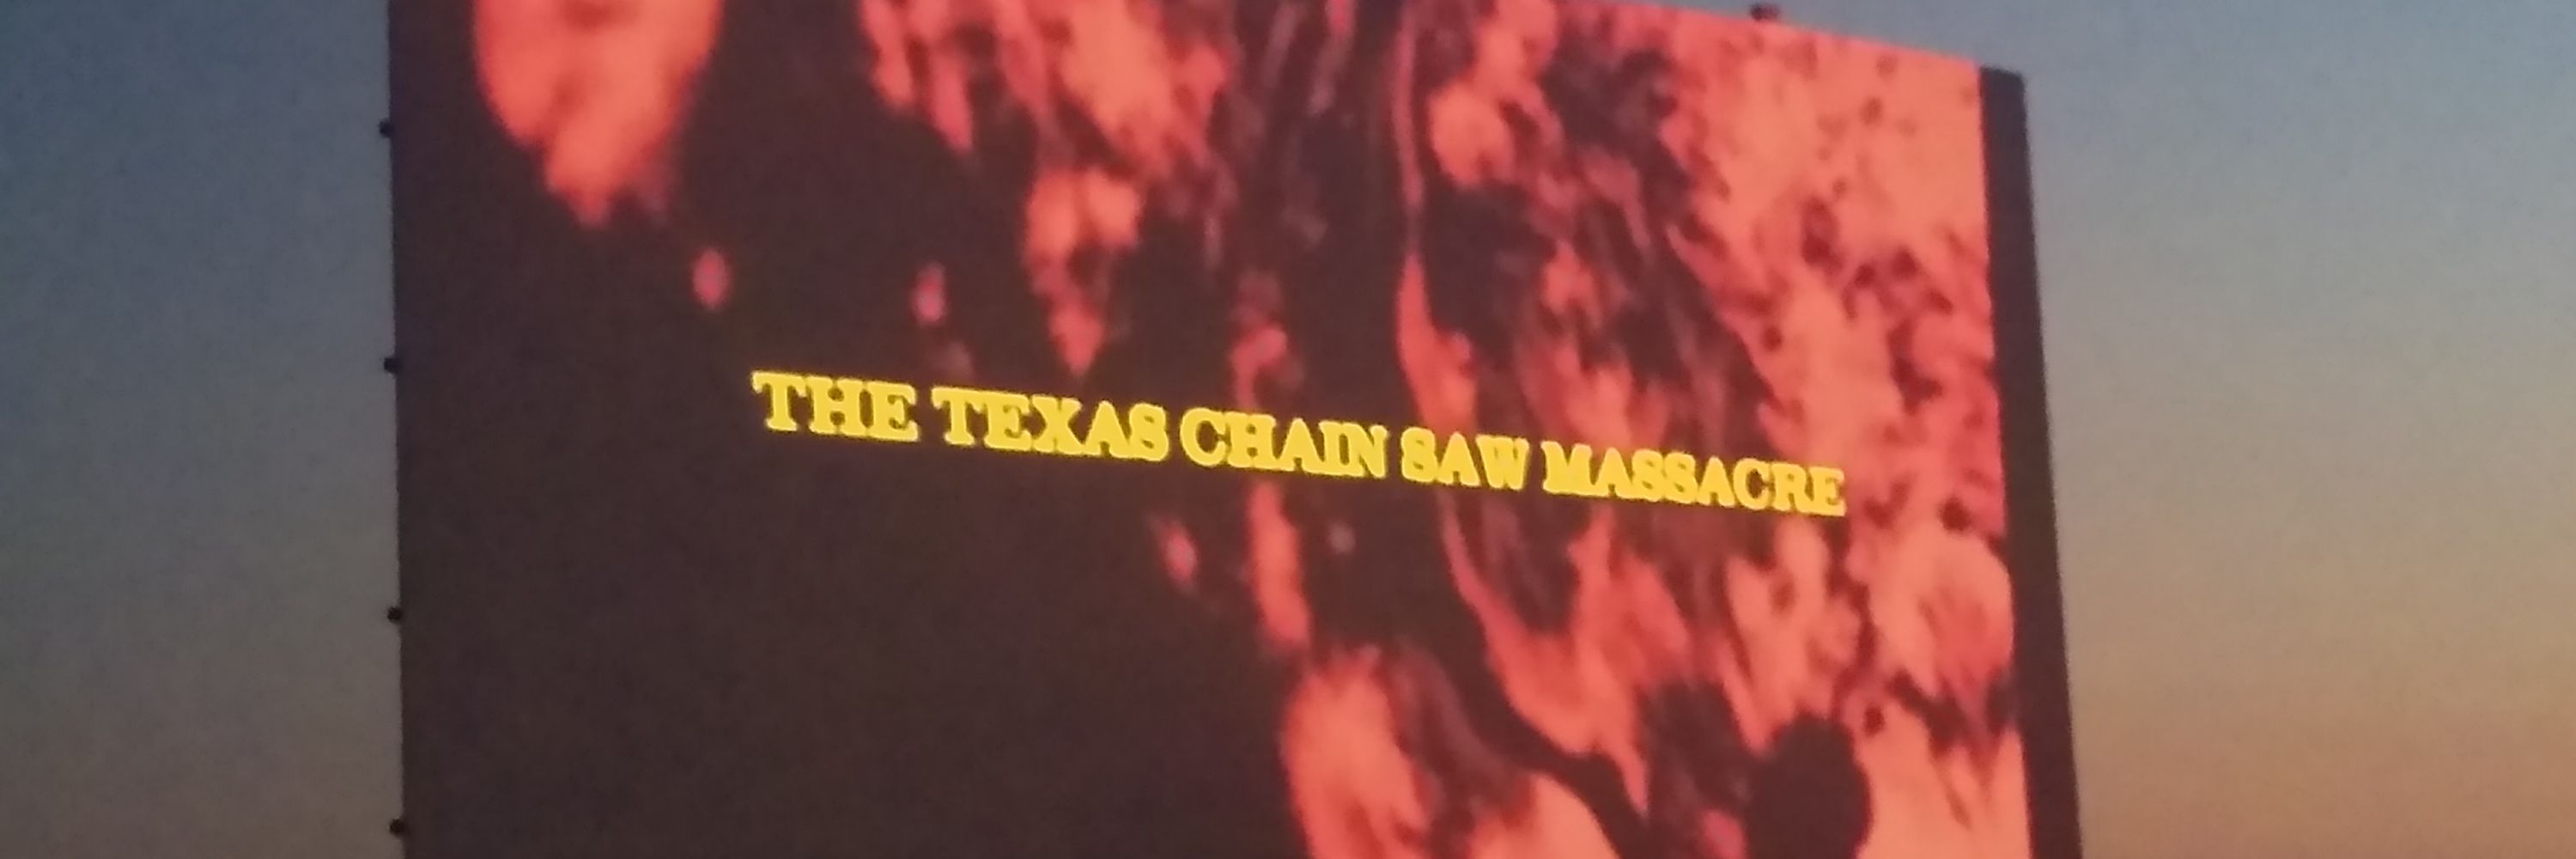 THE TEXAS CHAIN SAW MASSACRE